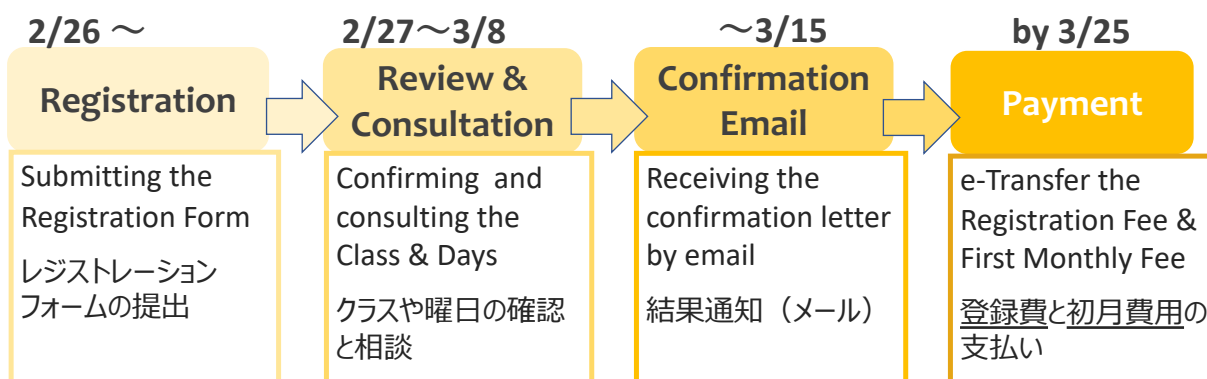 2/26 ～
Registration
Submitting the
Registration Form
レジストレーション
フォームの提出
2/27～3/8
Review &
Consultation
Confirming and
consulting the
Class & Days
クラスや曜日の確認
と相談
～3/15
Confirmation
Email
Receiving the
confirmation letter
by email
結果通知（メール）
by 3/25
Payment
e-Transfer the
Registration Fee &
First Monthly Fee
登録費と初月費用の
支払い